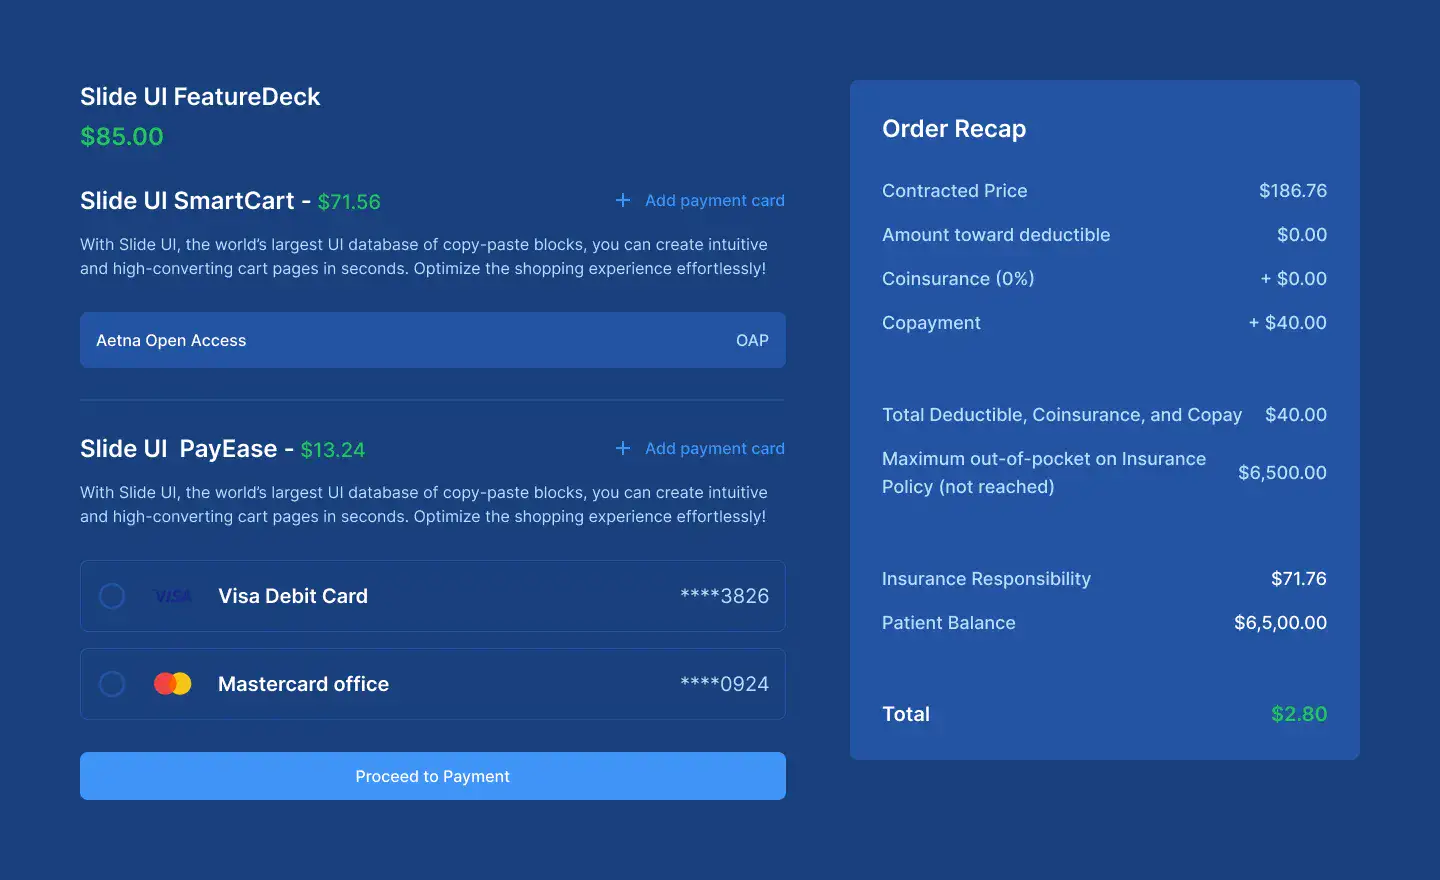 Slide UI FeatureDeck
$85.00
Slide UI SmartCart - $71.56
+ Add payment card
With Slide UI, the world’s largest UI database of copy-paste blocks, you can create intuitive
and high-converting cart pages in seconds. Optimize the shopping experience effortlessly!
Aetna Open Access OAP
Slide UI PayEase - $13.24
+ Add payment card
With Slide UI, the world’s largest UI database of copy-paste blocks, you can create intuitive
and high-converting cart pages in seconds. Optimize the shopping experience effortlessly!
VISA Visa Debit Card ****3826
Mastercard office ****0924
Proceed to Payment
Order Recap
Contracted Price $186.76
Amount toward deductible $0.00
Coinsurance (0%) + $0.00
Copayment + $40.00
Total Deductible, Coinsurance, and Copay $40.00
Maximum out-of-pocket on Insurance
Policy (not reached) $6,500.00
Insurance Responsibility $71.76
Patient Balance $6,5,00.00
Total $2.80